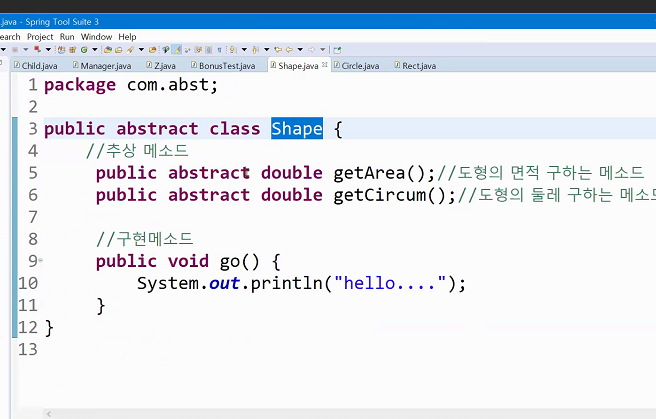 .java - Spring Tool Suite 3
earch Project Run Window Help
Child.java Manager.java Z.java BonusTest.java Shape.java Circle.java Rect.java
1 package com.abst;
2
3 public abstract class Shape {
4 //추상 메소드
5 public abstract double getArea();//도형의 면적 구하는 메소드
6 public abstract double getCircum();//도형의 둘레 구하는 메소드
7
8 //구현메소드
9 public void go() {
10 System.out.println("hello....");
11 }
12 }
13